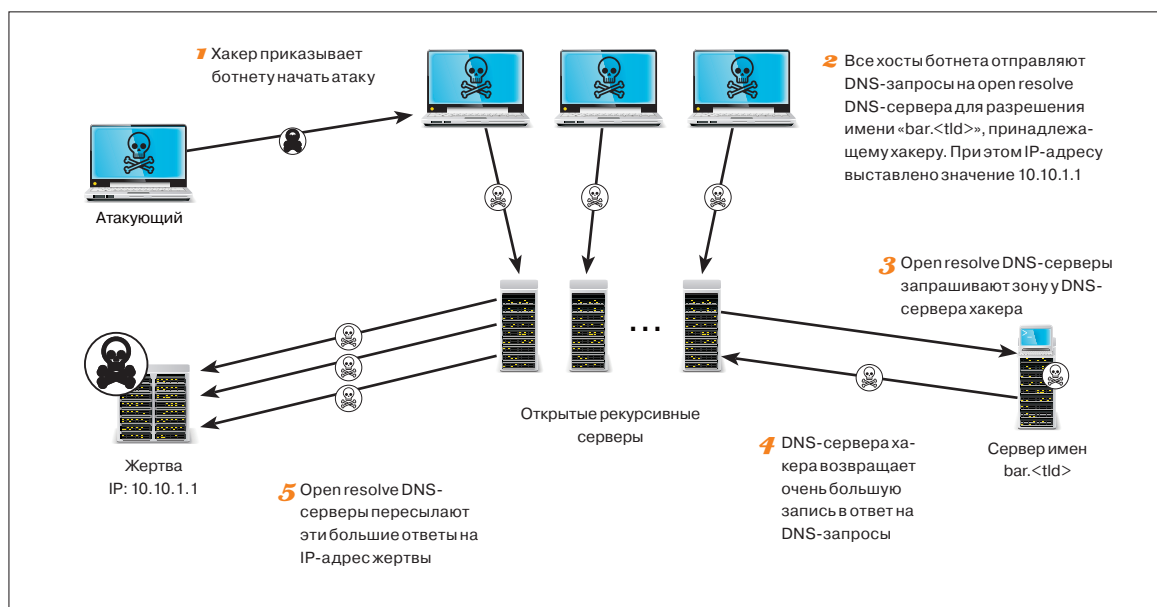 1 Хакер приказывает
ботнету начать атаку
2 Все хосты ботнета отправляют
DNS-запросы на open resolve
DNS-сервера для разрешения
имени «bar.<tld>», принадлежа-
щему хакеру. При этом IP-адресу
выставлено значение 10.10.1.1
Атакующий
3 Open resolve DNS-серверы
запрашивают зону у DNS-
сервера хакера
...
Открытые рекурсивные
серверы
Жертва
IP: 10.10.1.1
4 DNS-сервера ха-
кера возвращает
очень большую
запись в ответ на
DNS-запросы
Сервер имен
bar.<tld>
5 Open resolve DNS-
серверы пересылают
эти большие ответы на
IP-адрес жертвы